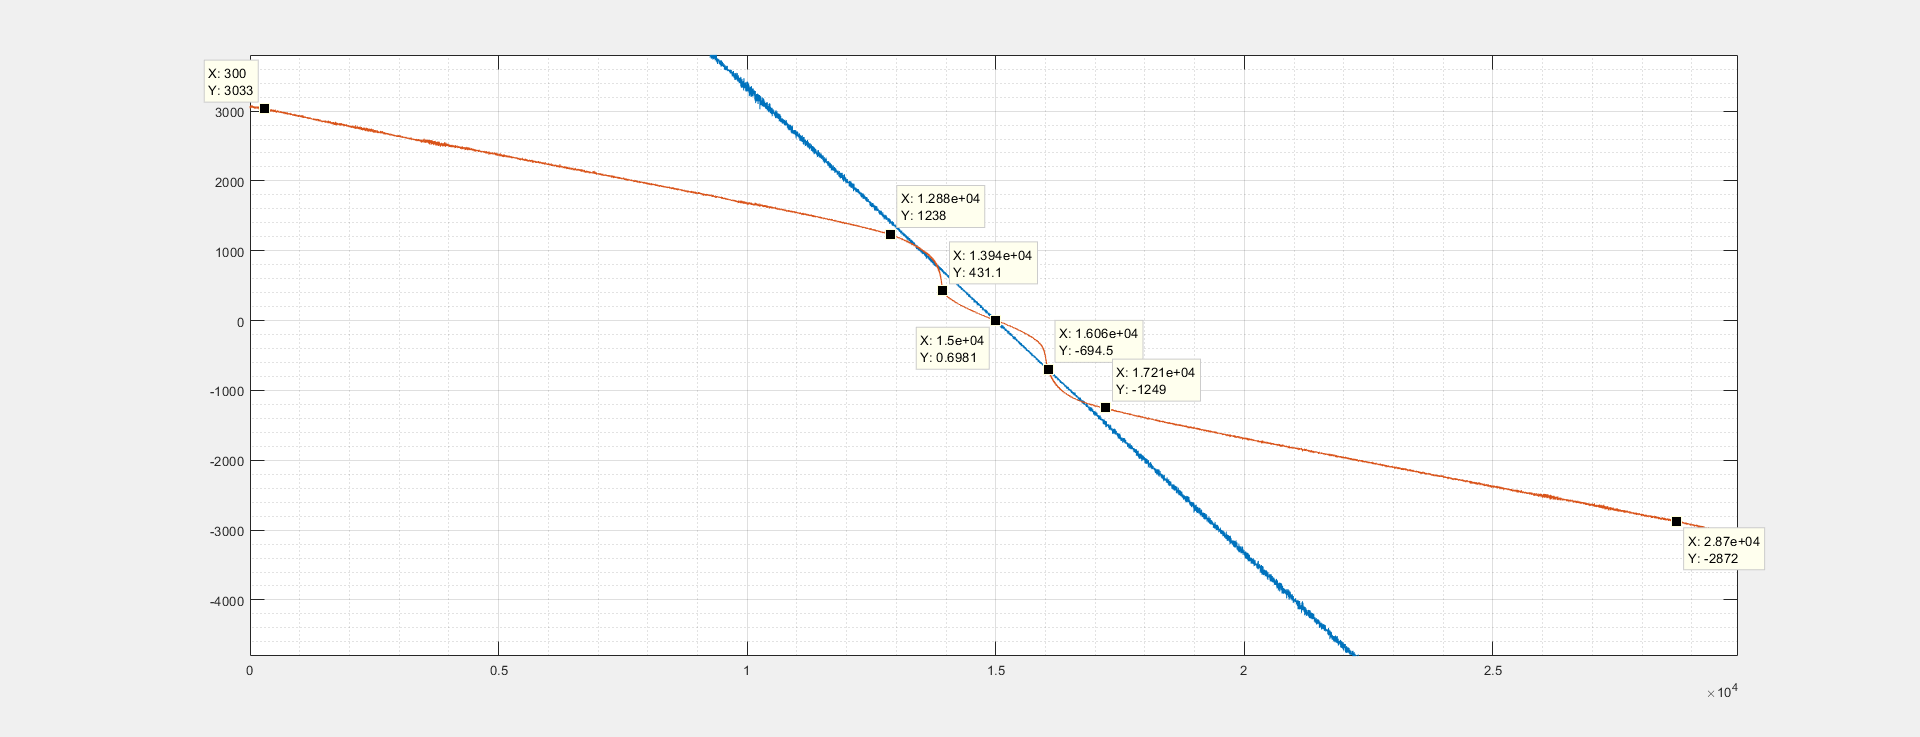 X: 300
Y: 3033
3000
X: 1.288e+04
Y: 1238
2000
X: 1.394e+04
Y: 431.1
1000
0
X: 1.5e+04
Y: 0.6981
X: 1.606e+04
Y: -694.5
X: 1.721e+04
Y: -1249
-1000
-2000
-3000
X: 2.87e+04
Y: -2872
-4000
0 0.5 1 1.5 2 2.5
×10^4